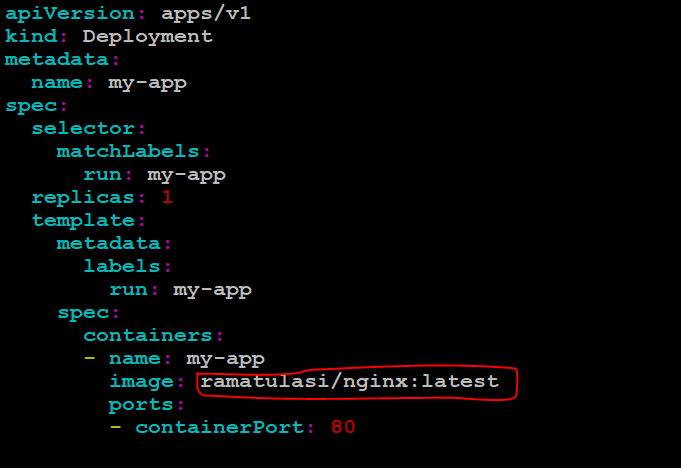 apiVersion: apps/v1
kind: Deployment
metadata:
  name: my-app
spec:
  selector:
    matchLabels:
      run: my-app
  replicas: 1
  template:
    metadata:
      labels:
        run: my-app
    spec:
      containers:
      - name: my-app
        image: ramatulasi/nginx:latest
        ports:
        - containerPort: 80